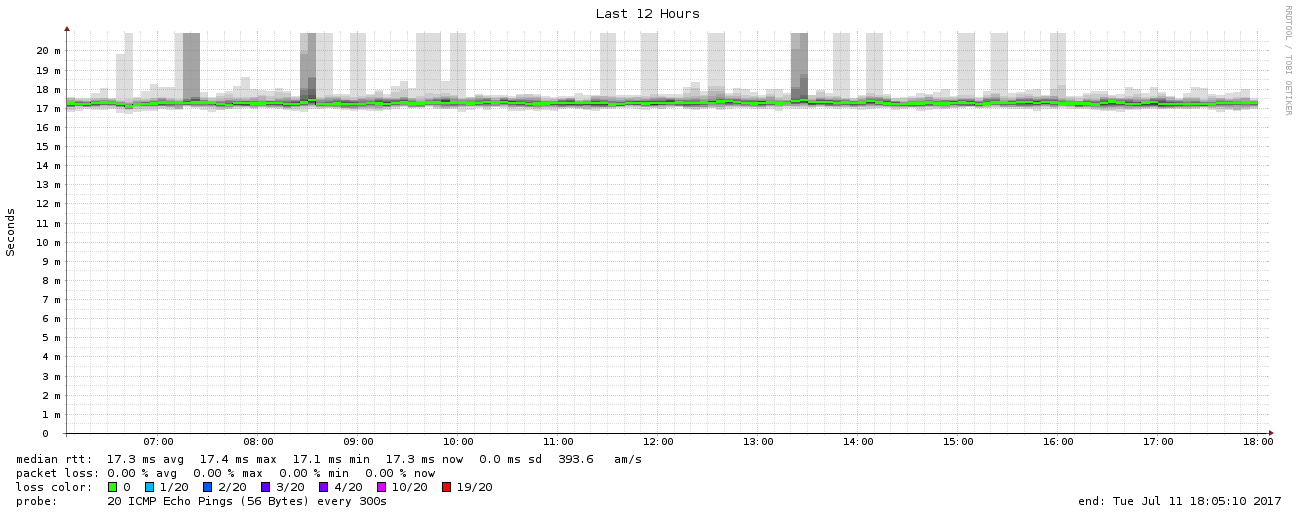 Last 12 Hours
RRDTOOL / TOBI OETIKER
Seconds
20 m
19 m
18 m
17 m
16 m
15 m
14 m
13 m
12 m
11 m
10 m
9 m
8 m
7 m
6 m
5 m
4 m
3 m
2 m
1 m
0
07:00 08:00 09:00 10:00 11:00 12:00 13:00 14:00 15:00 16:00 17:00 18:00
median rtt: 17.3 ms avg 17.4 ms max 17.1 ms min 17.3 ms now 0.0 ms sd 393.6 am/s
packet loss: 0.00 % avg 0.00 % max 0.00 % min 0.00 % now
loss color: 0 1/20 2/20 3/20 4/20 10/20 19/20
probe: 20 ICMP Echo Pings (56 Bytes) every 300s end: Tue Jul 11 18:05:10 2017